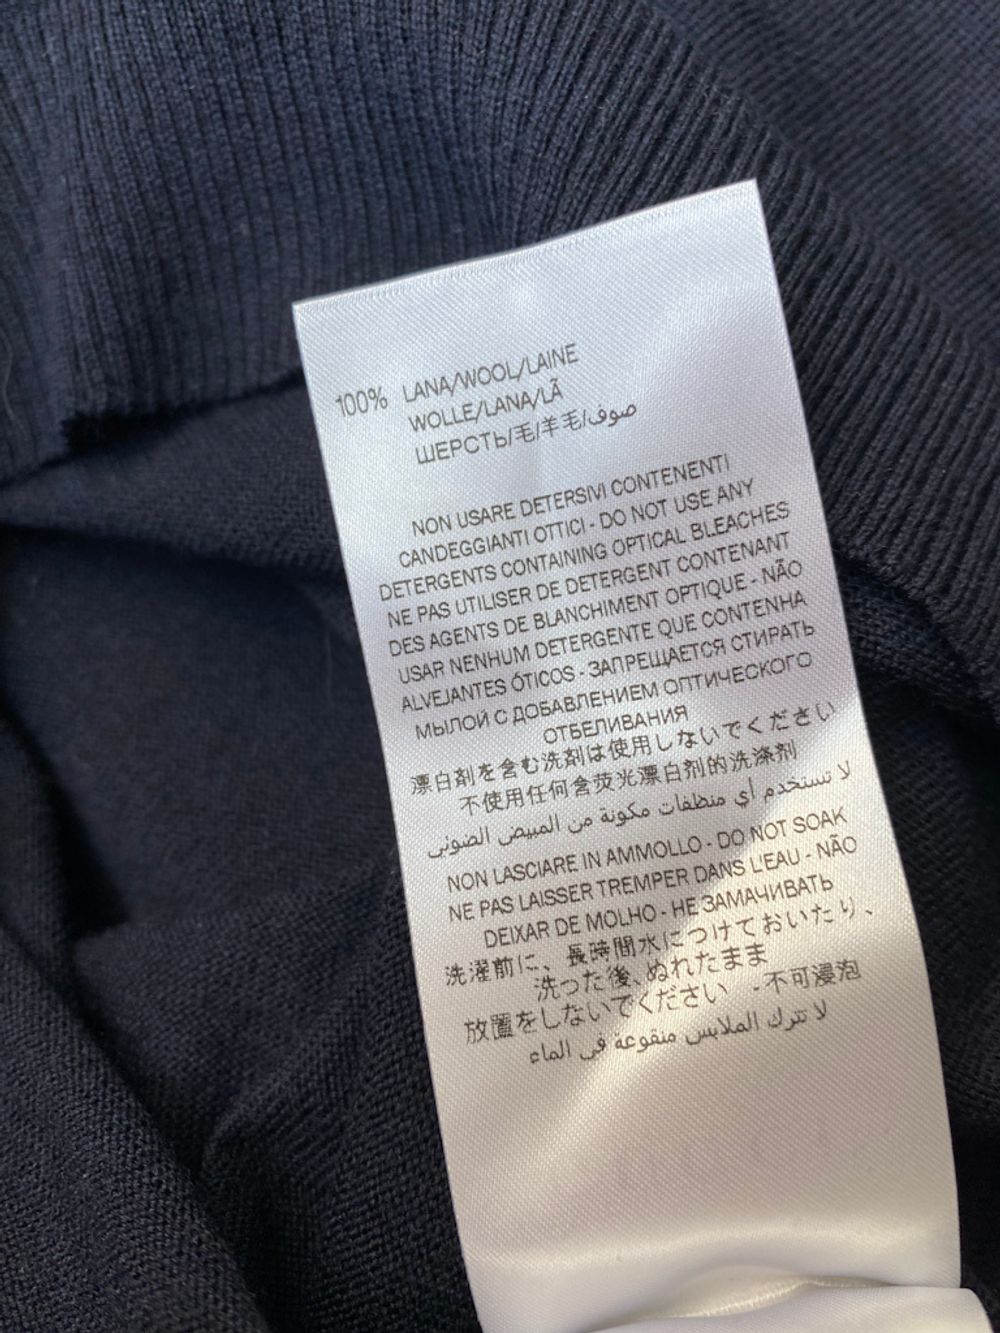 100% LANA/WOOL/LAINE
WOLLE/LANA/LÃ
ШЕРСТЬ/毛/羊毛/صوف
NON USARE DETERSIVI CONTENENTI
CANDEGGIANTI OTTICI - DO NOT USE ANY
DETERGENTS CONTAINING OPTICAL BLEACHES
NE PAS UTILISER DE DETERGENT CONTENANT
DES AGENTS DE BLANCHIMENT OPTIQUE - NÃO
USAR NENHUM DETERGENTE QUE CONTENHA
ALVEJANTES ÓTICOS - ЗАПРЕЩАЕТСЯ СТИРАТЬ
МЫЛОЙ С ДОБАВЛЕНИЕМ ОПТИЧЕСКОГО
ОТБЕЛИВАНИЯ
漂白剤を含む洗剤は使用しないでください
不使用任何含荧光漂白剂的洗涤剂
لا تستخدم أي منظفات مكونة من المبيض الضوئى
NON LASCIARE IN AMMOLLO - DO NOT SOAK
NE PAS LAISSER TREMPER DANS L'EAU - NÃO
DEIXAR DE MOLHO - НЕ ЗАМАЧИВАТЬ
洗濯前に、長時間水につけておいたり、
洗った後、ぬれたまま
放置をしないでください - 不可浸泡
لا تترك الملابس منقوعة فى الماء